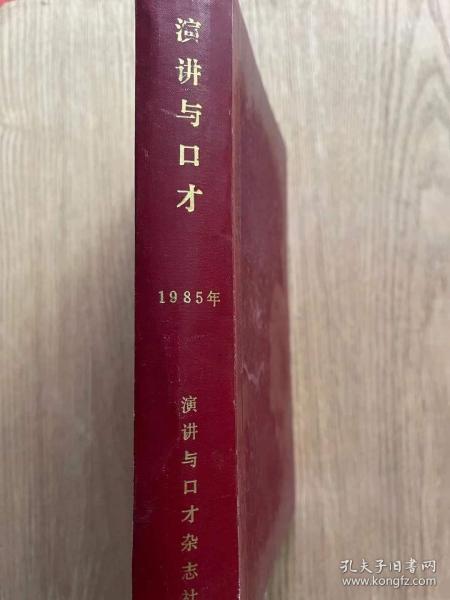 演讲与口才
1985年
演讲与口才杂志社
孔夫子旧书网
kongfz.com